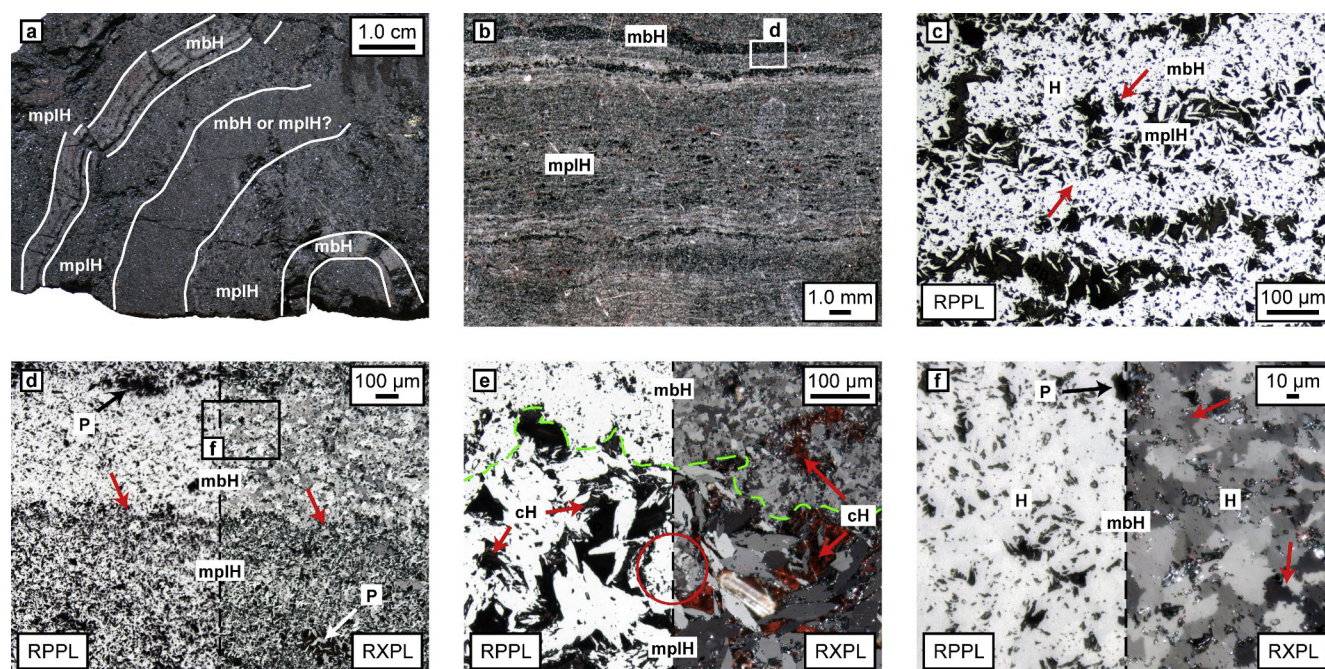 a
1.0 cm
mbH
mplH
mbH or mplH?
mplH
mplH
mbH
b
mbH
d
mplH
1.0 mm
c
H
mbH
mplH
RPPL
100 µm
d
100 µm
P
f
mbH
mplH
P
RPPL
RXPL
e
100 µm
mbH
cH
cH
RPPL
mplH
RXPL
f
10 µm
P
H
mbH
H
RPPL
RXPL